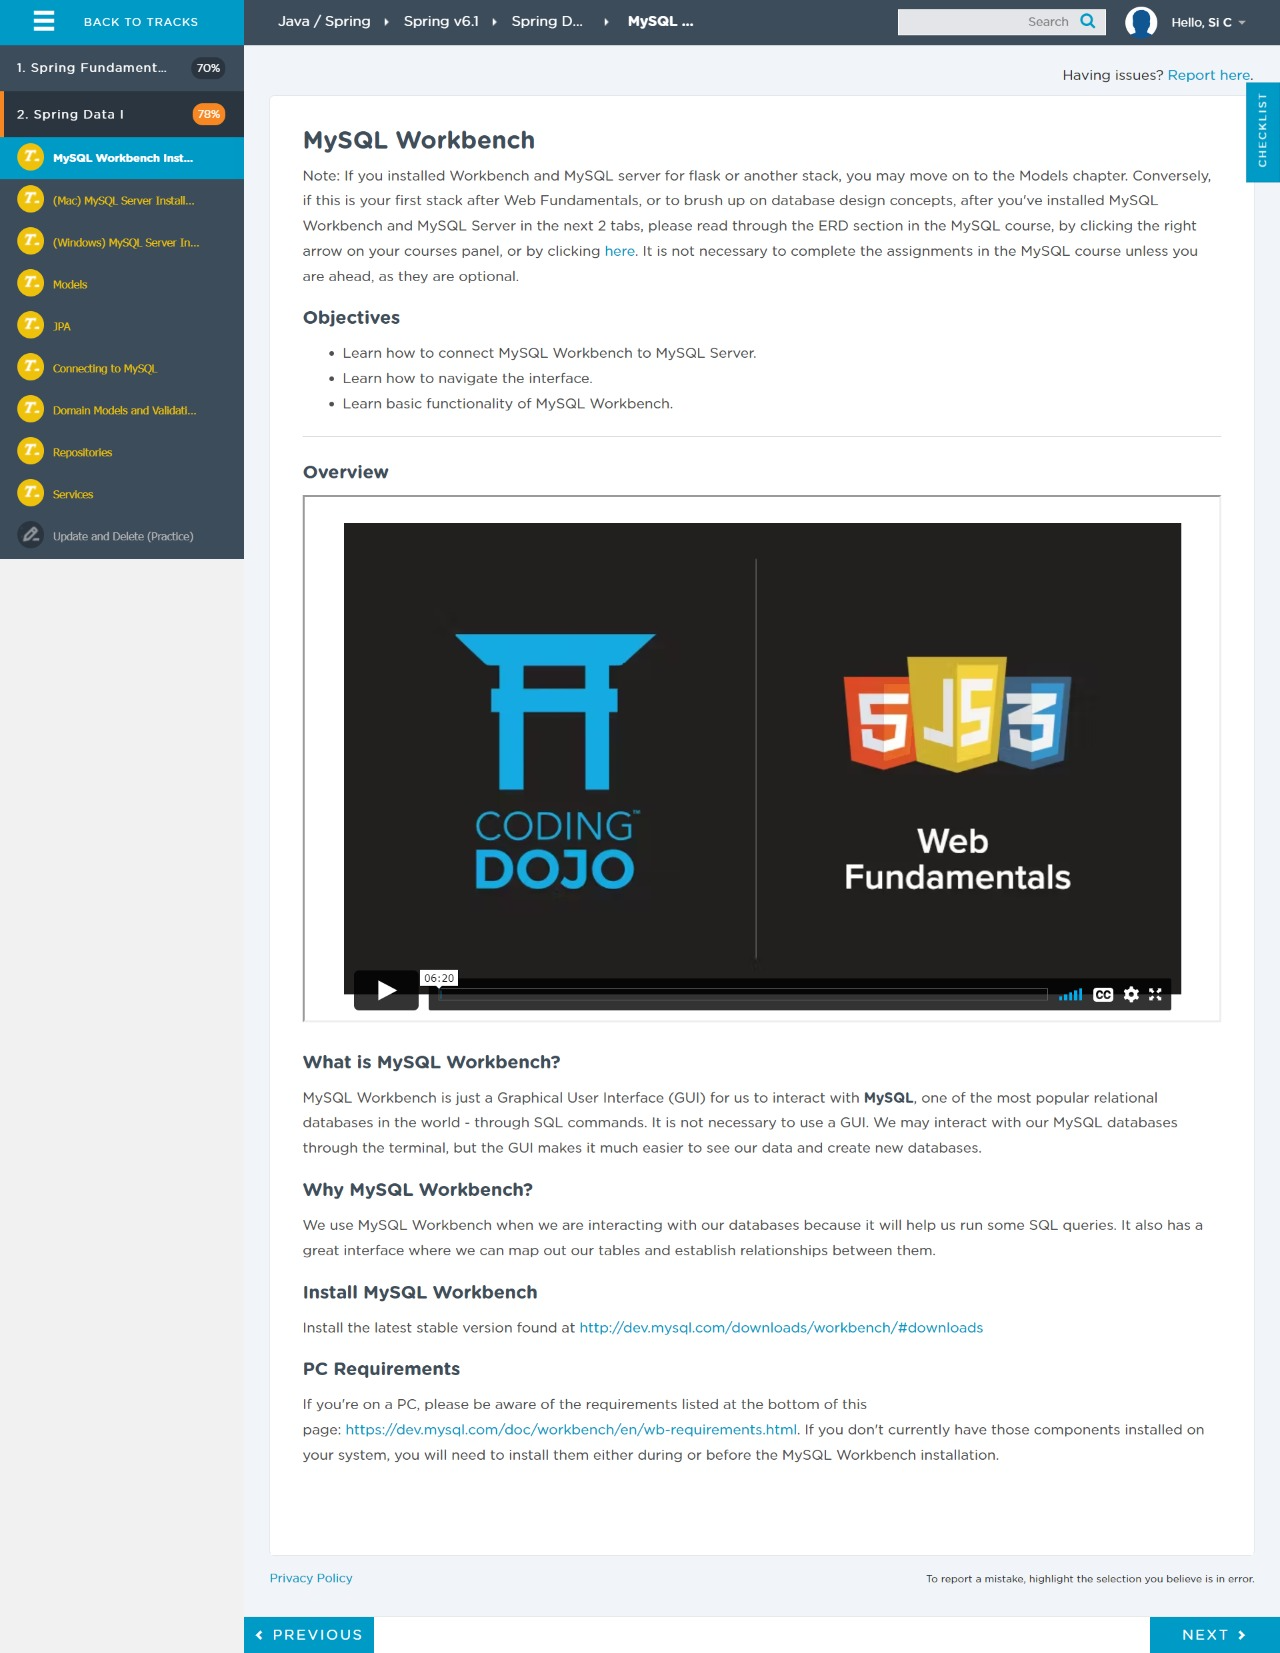 BACK TO TRACKS
Java / Spring
Spring v6.1
Spring D...
MySQL ...
Search
Hello, Si C
1. Spring Fundament... 70%
2. Spring Data I 78%
MySQL Workbench Inst...
(Mac) MySQL Server Install...
(Windows) MySQL Server In...
Models
JPA
Connecting to MySQL
Domain Models and Validati...
Repositories
Services
Update and Delete (Practice)
Having issues? Report here.
CHECKLIST
MySQL Workbench
Note: If you installed Workbench and MySQL server for flask or another stack, you may move on to the Models chapter. Conversely,
if this is your first stack after Web Fundamentals, or to brush up on database design concepts, after you've installed MySQL
Workbench and MySQL Server in the next 2 tabs, please read through the ERD section in the MySQL course, by clicking the right
arrow on your courses panel, or by clicking here. It is not necessary to complete the assignments in the MySQL course unless you
are ahead, as they are optional.
Objectives
Learn how to connect MySQL Workbench to MySQL Server.
Learn how to navigate the interface.
Learn basic functionality of MySQL Workbench.
Overview
CODING™
DOJO
5 JS 3
Web
Fundamentals
06:20
CC
What is MySQL Workbench?
MySQL Workbench is just a Graphical User Interface (GUI) for us to interact with MySQL, one of the most popular relational
databases in the world - through SQL commands. It is not necessary to use a GUI. We may interact with our MySQL databases
through the terminal, but the GUI makes it much easier to see our data and create new databases.
Why MySQL Workbench?
We use MySQL Workbench when we are interacting with our databases because it will help us run some SQL queries. It also has a
great interface where we can map out our tables and establish relationships between them.
Install MySQL Workbench
Install the latest stable version found at http://dev.mysql.com/downloads/workbench/#downloads
PC Requirements
If you're on a PC, please be aware of the requirements listed at the bottom of this
page: https://dev.mysql.com/doc/workbench/en/wb-requirements.html. If you don't currently have those components installed on
your system, you will need to install them either during or before the MySQL Workbench installation.
Privacy Policy
To report a mistake, highlight the selection you believe is in error.
PREVIOUS
NEXT